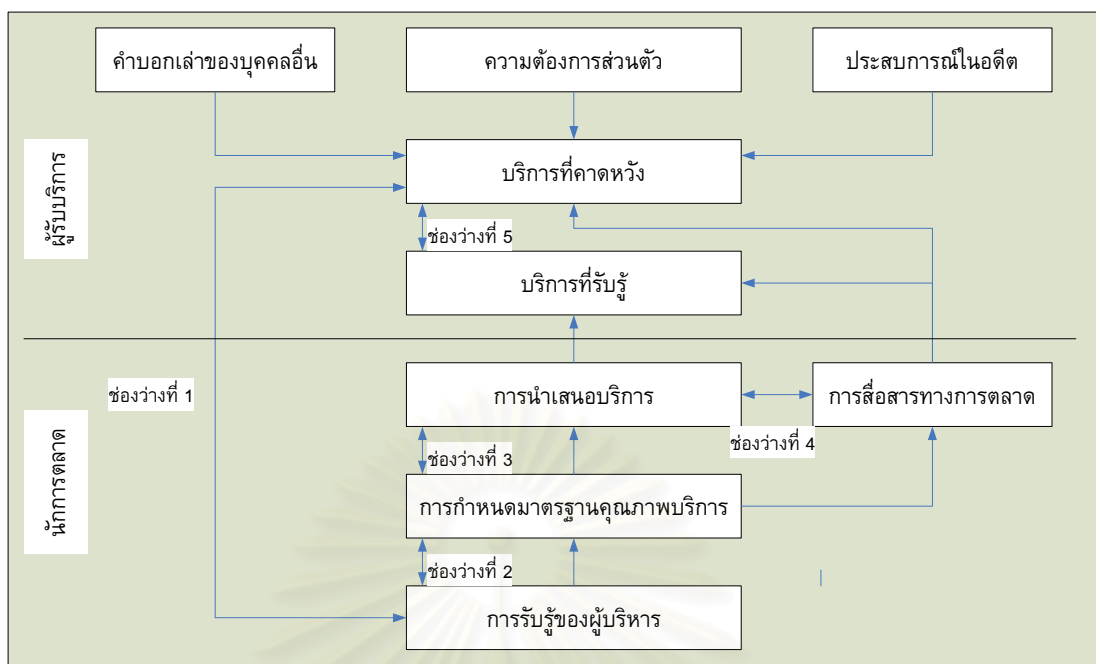 คำบอกเล่าของบุคคลอื่น
ความต้องการส่วนตัว
ประสบการณ์ในอดีต
ผู้รับบริการ
บริการที่คาดหวัง
ช่องว่างที่ 5
บริการที่รับรู้
ช่องว่างที่ 1
การนำเสนอบริการ
การสื่อสารทางการตลาด
ช่องว่างที่ 4
นักการตลาด
ช่องว่างที่ 3
การกำหนดมาตรฐานคุณภาพบริการ
ช่องว่างที่ 2
การรับรู้ของผู้บริหาร